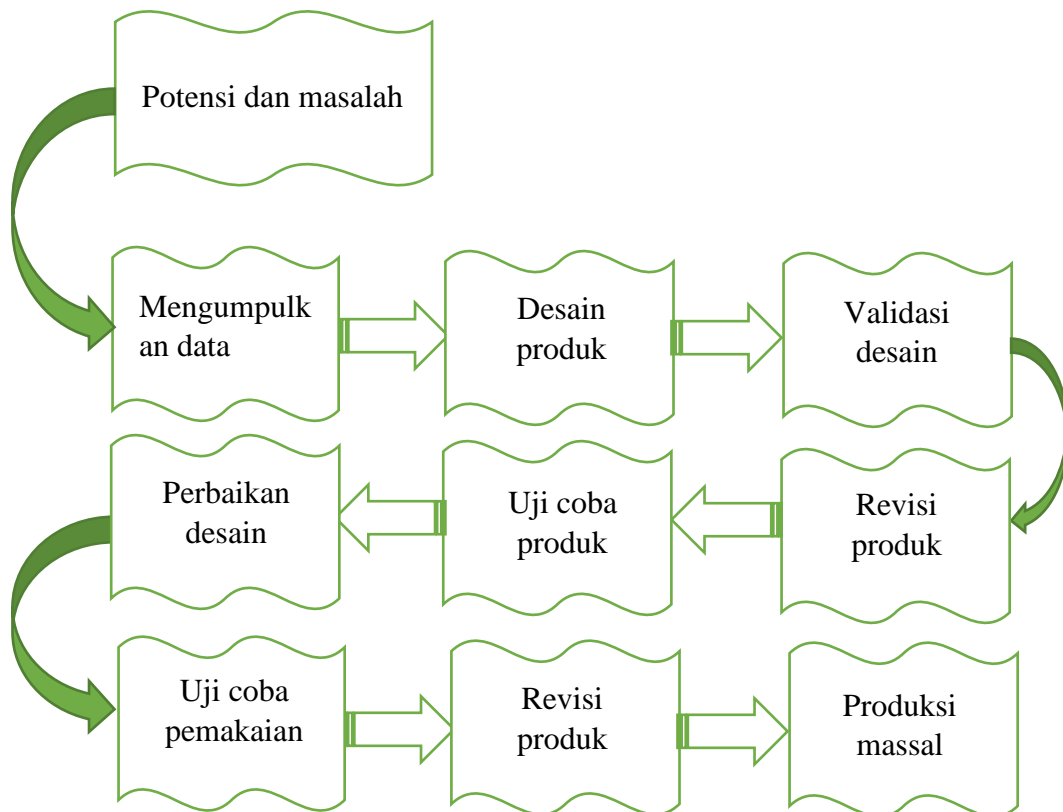 Potensi dan masalah
Mengumpulk
an data
Desain
produk
Validasi
desain
Revisi
produk
Uji coba
produk
Perbaikan
desain
Uji coba
pemakaian
Revisi
produk
Produksi
massal